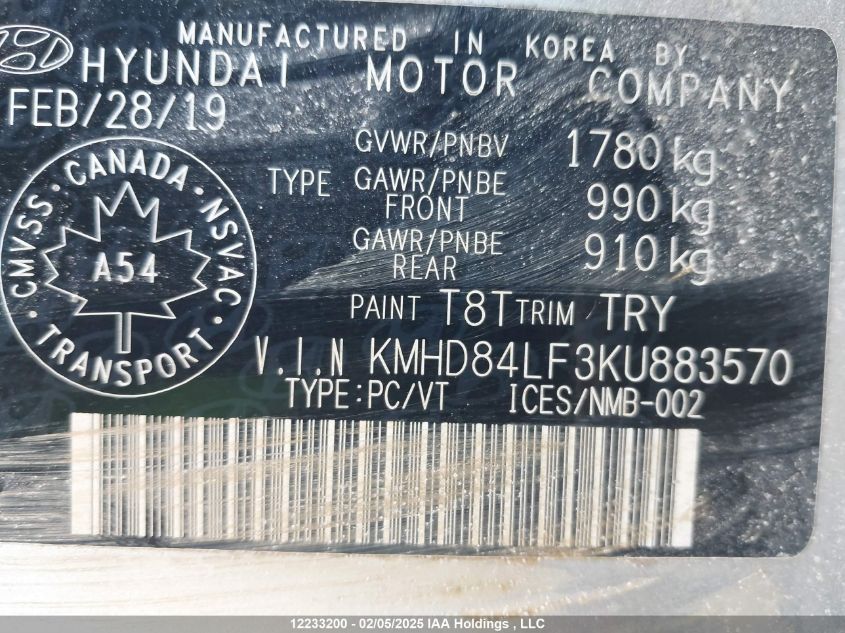 MANUFACTURED IN KOREA BY
HYUNDAI MOTOR COMPANY
FEB/28/19
GVWR/PNBV 1780 kg
TYPE GAWR/PNBE FRONT 990 kg
GAWR/PNBE REAR 910 kg
PAINT T8T TRIM TRY
V.I.N KMHD84LF3KU883570
TYPE:PC/VT ICES/NMB-002
CMVSS · CANADA · NSVAC · TRANSPORT ·
A54
12233200 - 02/05/2025 IAA Holdings , LLC